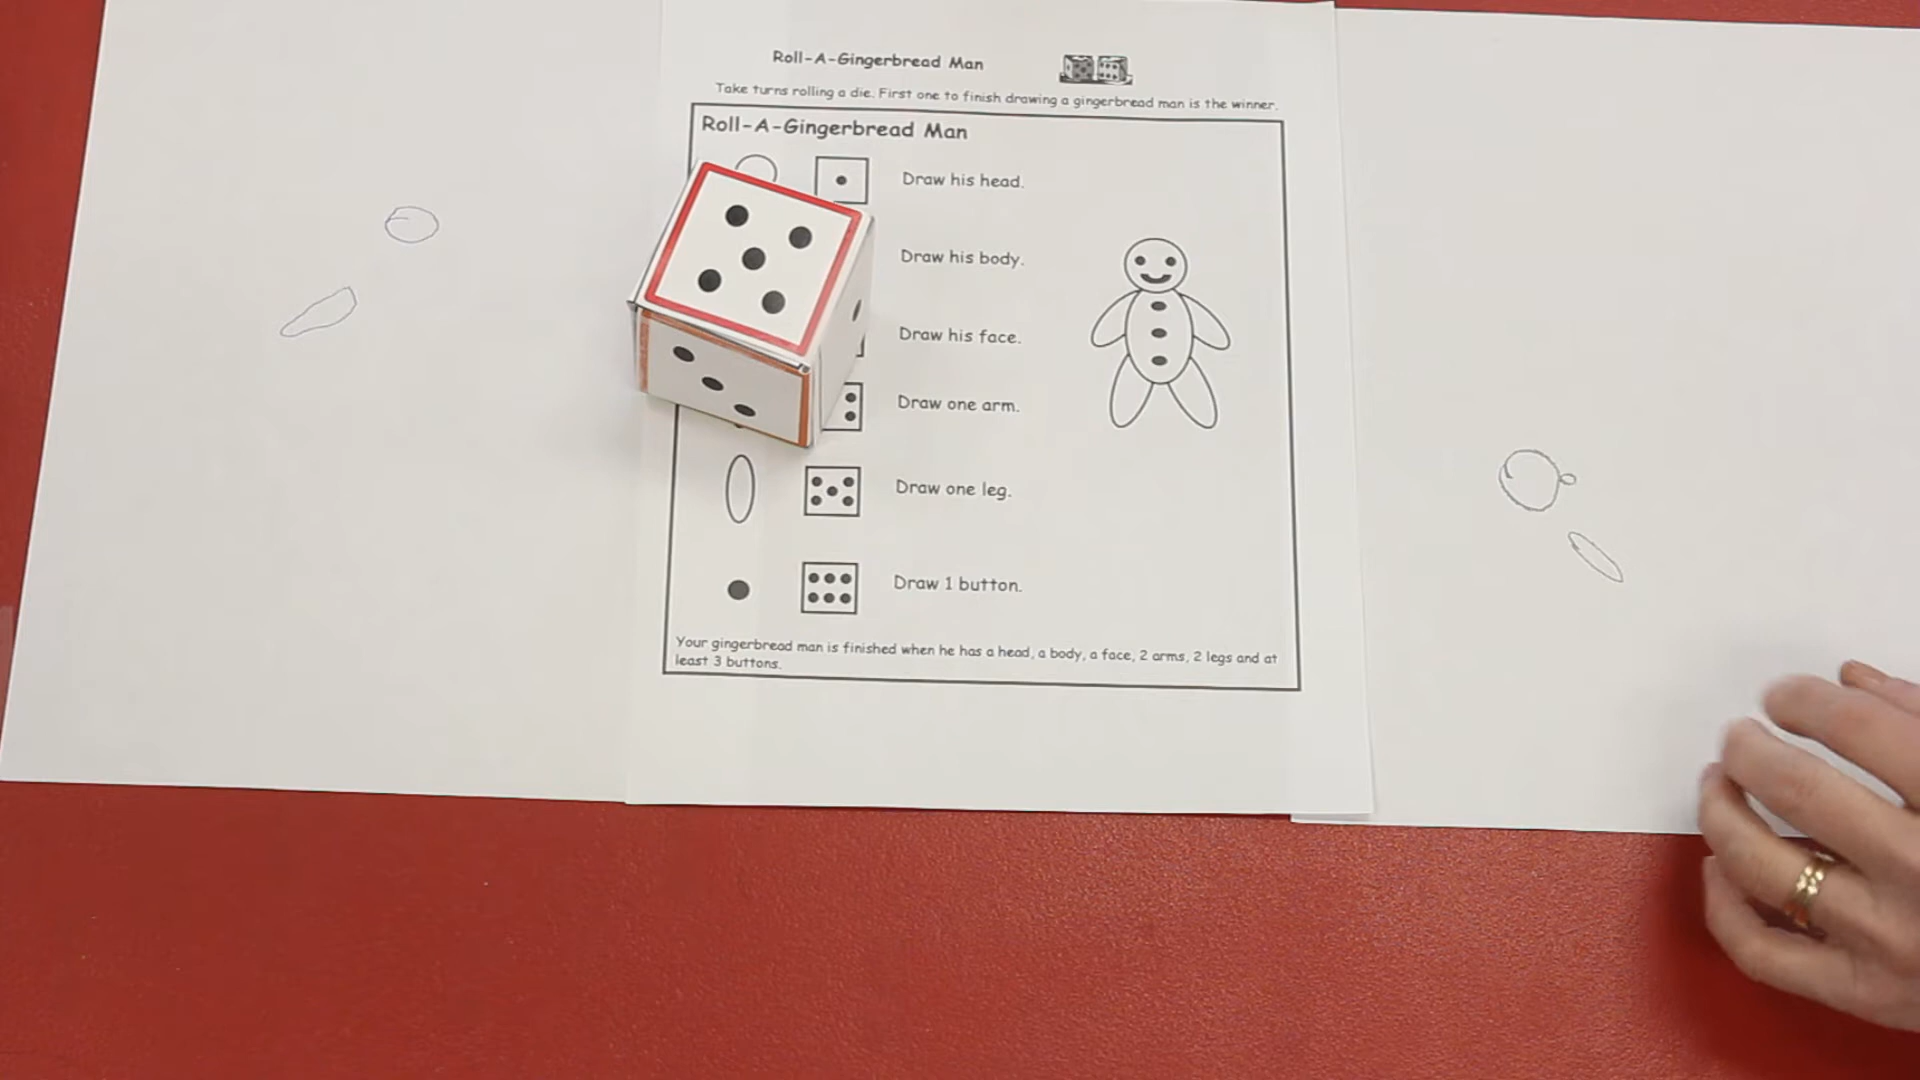 Roll-A-Gingerbread Man
Take turns rolling a die. First one to finish drawing a gingerbread man is the winner.
Roll-A-Gingerbread Man
Draw his head.
Draw his body.
Draw his face.
Draw one arm.
Draw one leg.
Draw 1 button.
Your gingerbread man is finished when he has a head, a body, a face, 2 arms, 2 legs and at
least 3 buttons.